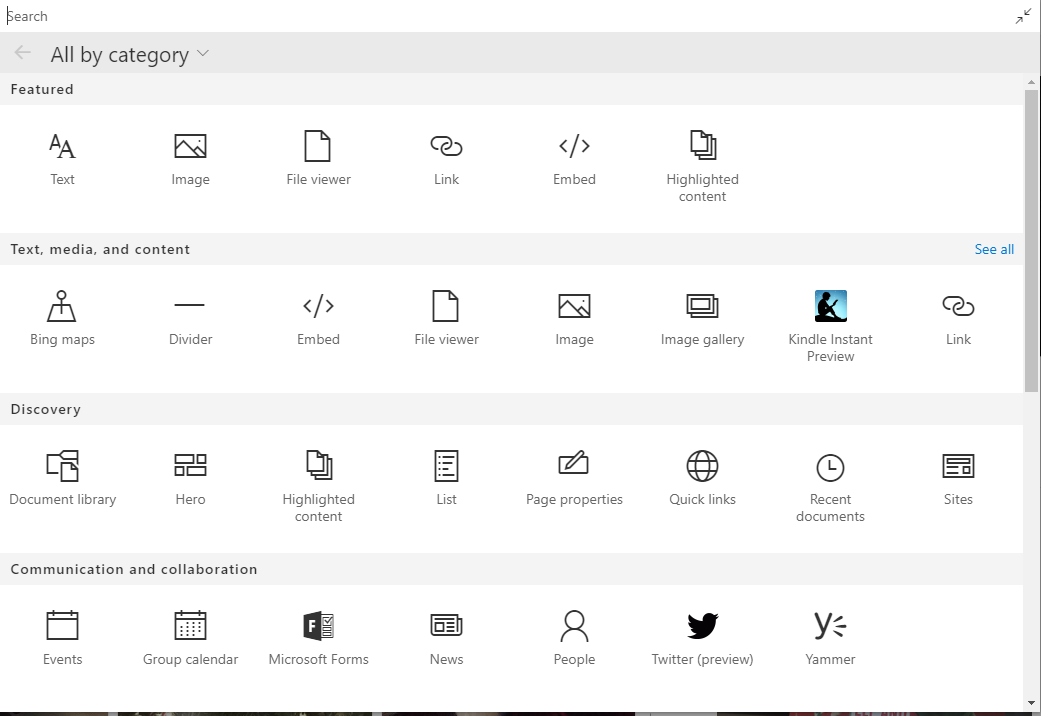 Search
All by category
Featured
Text
Image
File viewer
Link
Embed
Highlighted
content
Text, media, and content
See all
Bing maps
Divider
Embed
File viewer
Image
Image gallery
Kindle Instant
Preview
Link
Discovery
Document library
Hero
Highlighted
content
List
Page properties
Quick links
Recent
documents
Sites
Communication and collaboration
Events
Group calendar
Microsoft Forms
News
People
Twitter (preview)
Yammer